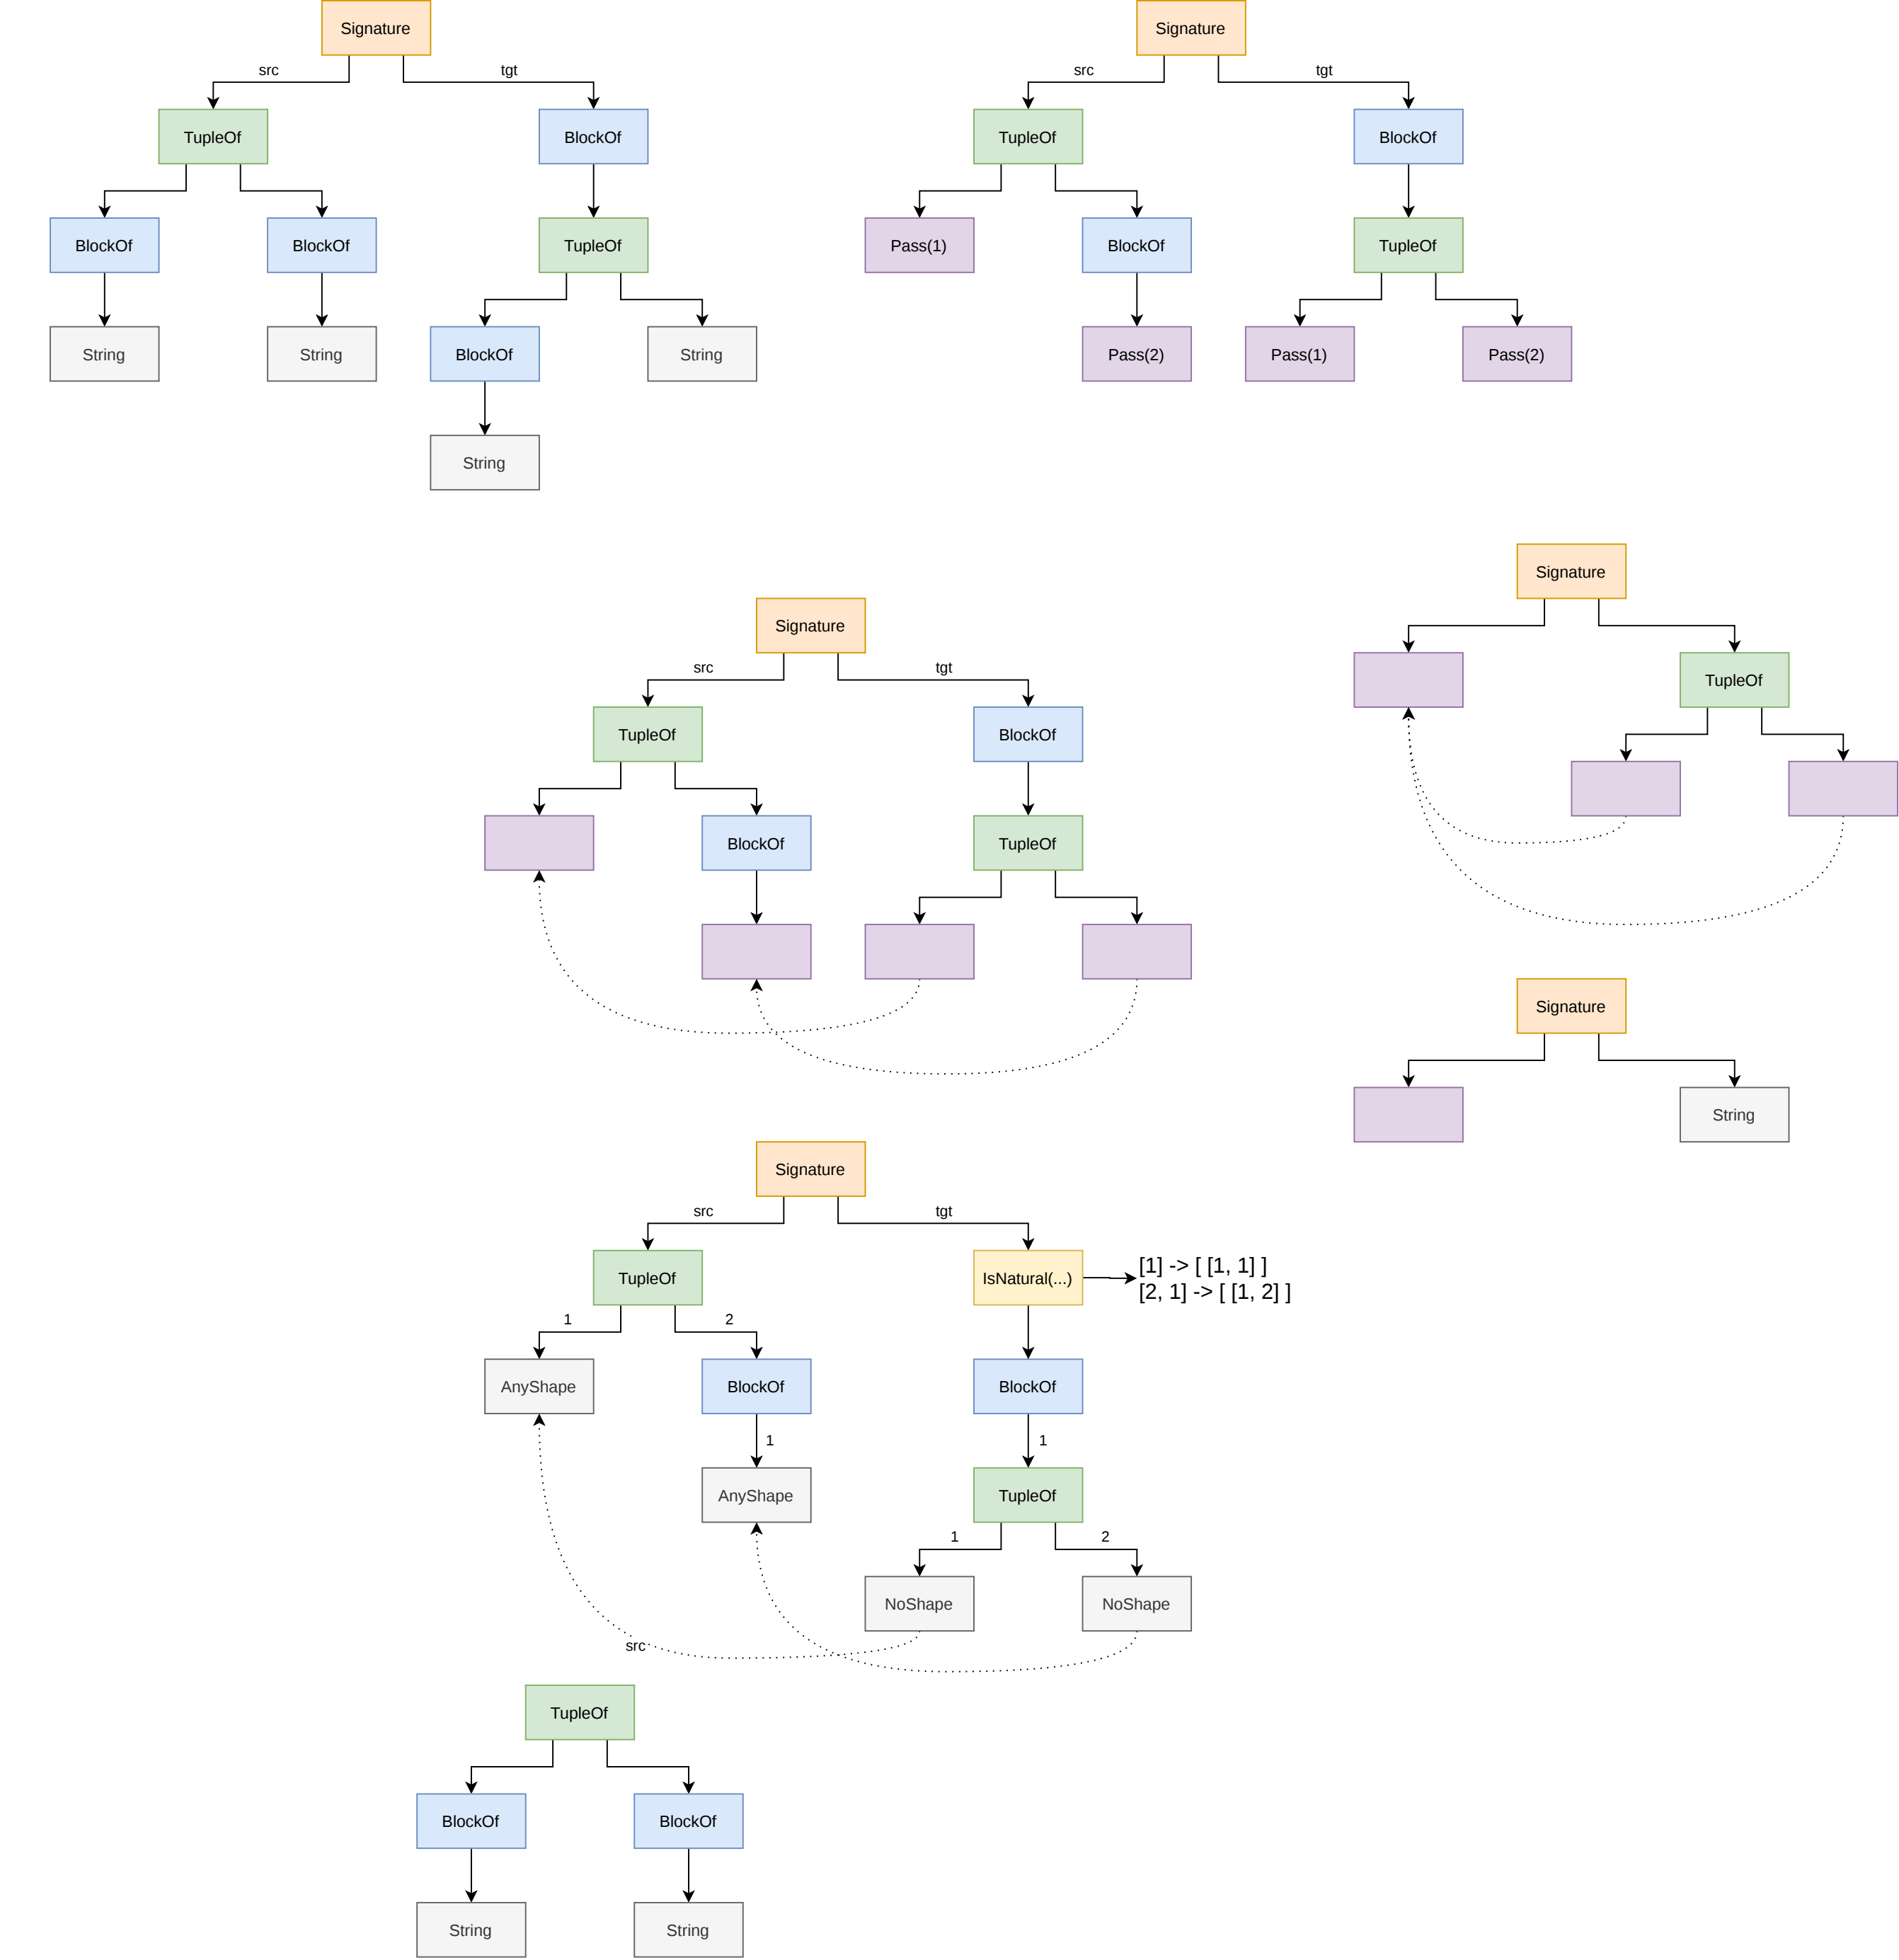 Signature
Signature
src
tgt
src
tgt
TupleOf
BlockOf
TupleOf
BlockOf
BlockOf
BlockOf
TupleOf
Pass(1)
BlockOf
TupleOf
String
String
BlockOf
String
Pass(2)
Pass(1)
Pass(2)
String
Signature
Signature
src
tgt
TupleOf
TupleOf
BlockOf
BlockOf
TupleOf
Signature
String
Signature
src
tgt
TupleOf
IsNatural(...)
[1] -> [ [1, 1] ]
[2, 1] -> [ [1, 2] ]
1
2
AnyShape
BlockOf
BlockOf
1
1
AnyShape
TupleOf
1
2
NoShape
NoShape
src
TupleOf
BlockOf
BlockOf
String
String